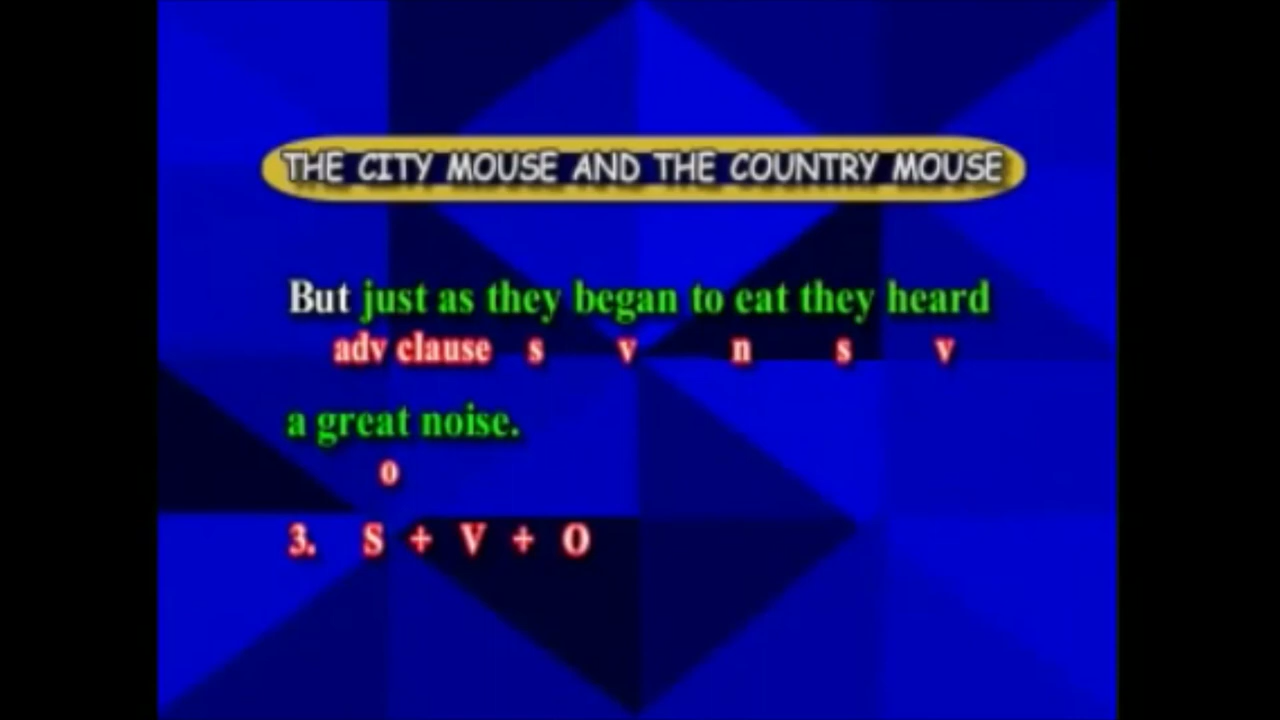 THE CITY MOUSE AND THE COUNTRY MOUSE
But just as they began to eat they heard
adv clause s v n s v
a great noise.
o
3. S + V + O